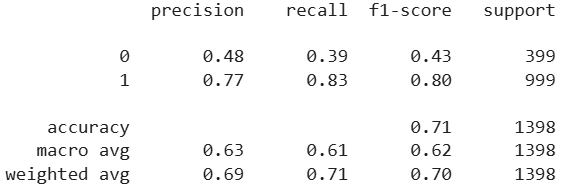 precision recall f1-score support
0 0.48 0.39 0.43 399
1 0.77 0.83 0.80 999
accuracy 0.71 1398
macro avg 0.63 0.61 0.62 1398
weighted avg 0.69 0.71 0.70 1398